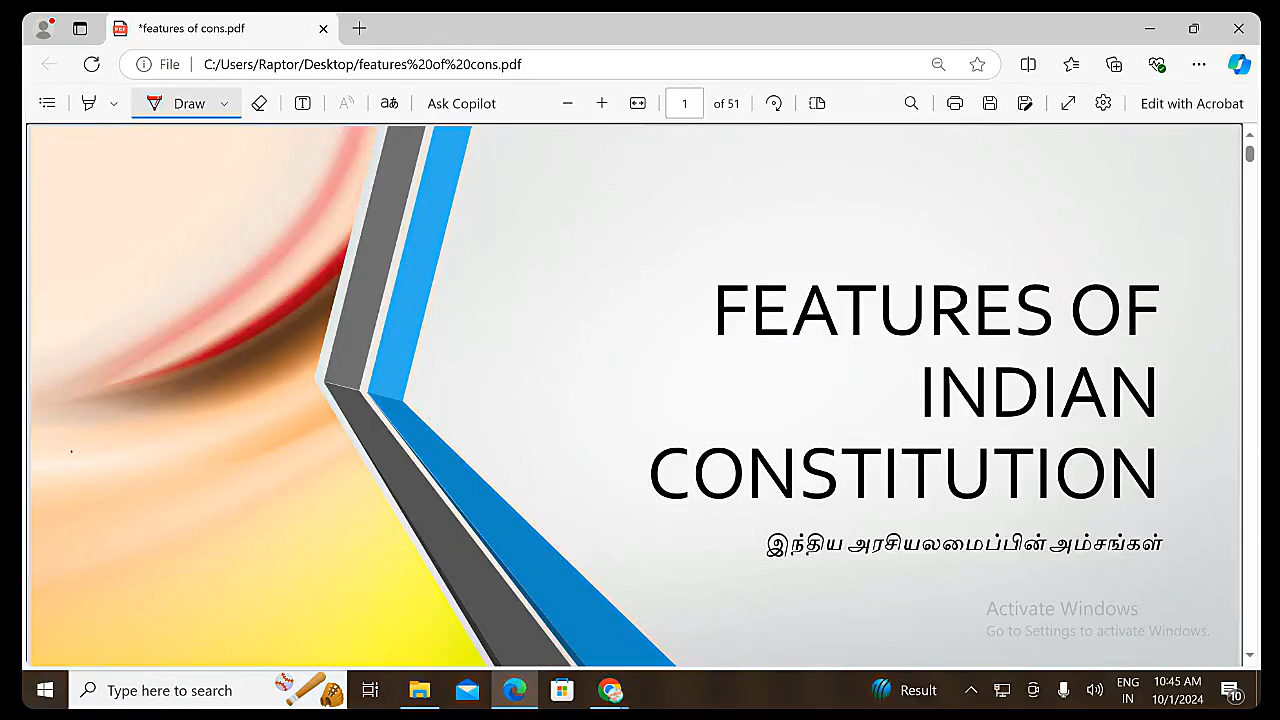 *features of cons.pdf
File C:/Users/Raptor/Desktop/features%20of%20cons.pdf
Draw Ask Copilot 1 of 51 Edit with Acrobat
FEATURES OF
INDIAN
CONSTITUTION
இந்திய அரசியலமைப்பின் அம்சங்கள்
Activate Windows
Go to Settings to activate Windows.
Type here to search
Result
ENG
IN
10:45 AM
10/1/2024
10